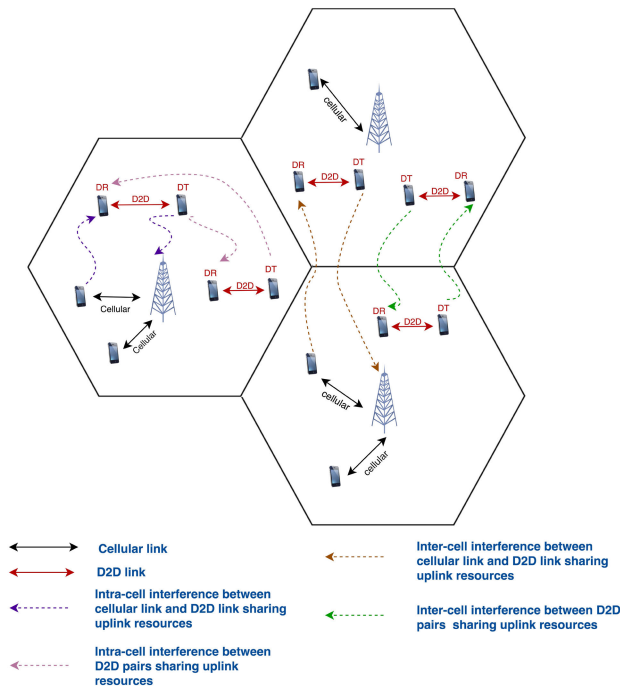 cellular
DR
D2D
DT
DT
D2D
DR
DR
D2D
DT
DR
D2D
DT
Cellular
Cellular
DR
D2D
DT
cellular
cellular
Cellular link
D2D link
Intra-cell interference between
cellular link and D2D link sharing
uplink resources
Intra-cell interference between
D2D pairs sharing uplink
resources
Inter-cell interference between
cellular link and D2D link sharing
uplink resources
Inter-cell interference between D2D
pairs sharing uplink resources